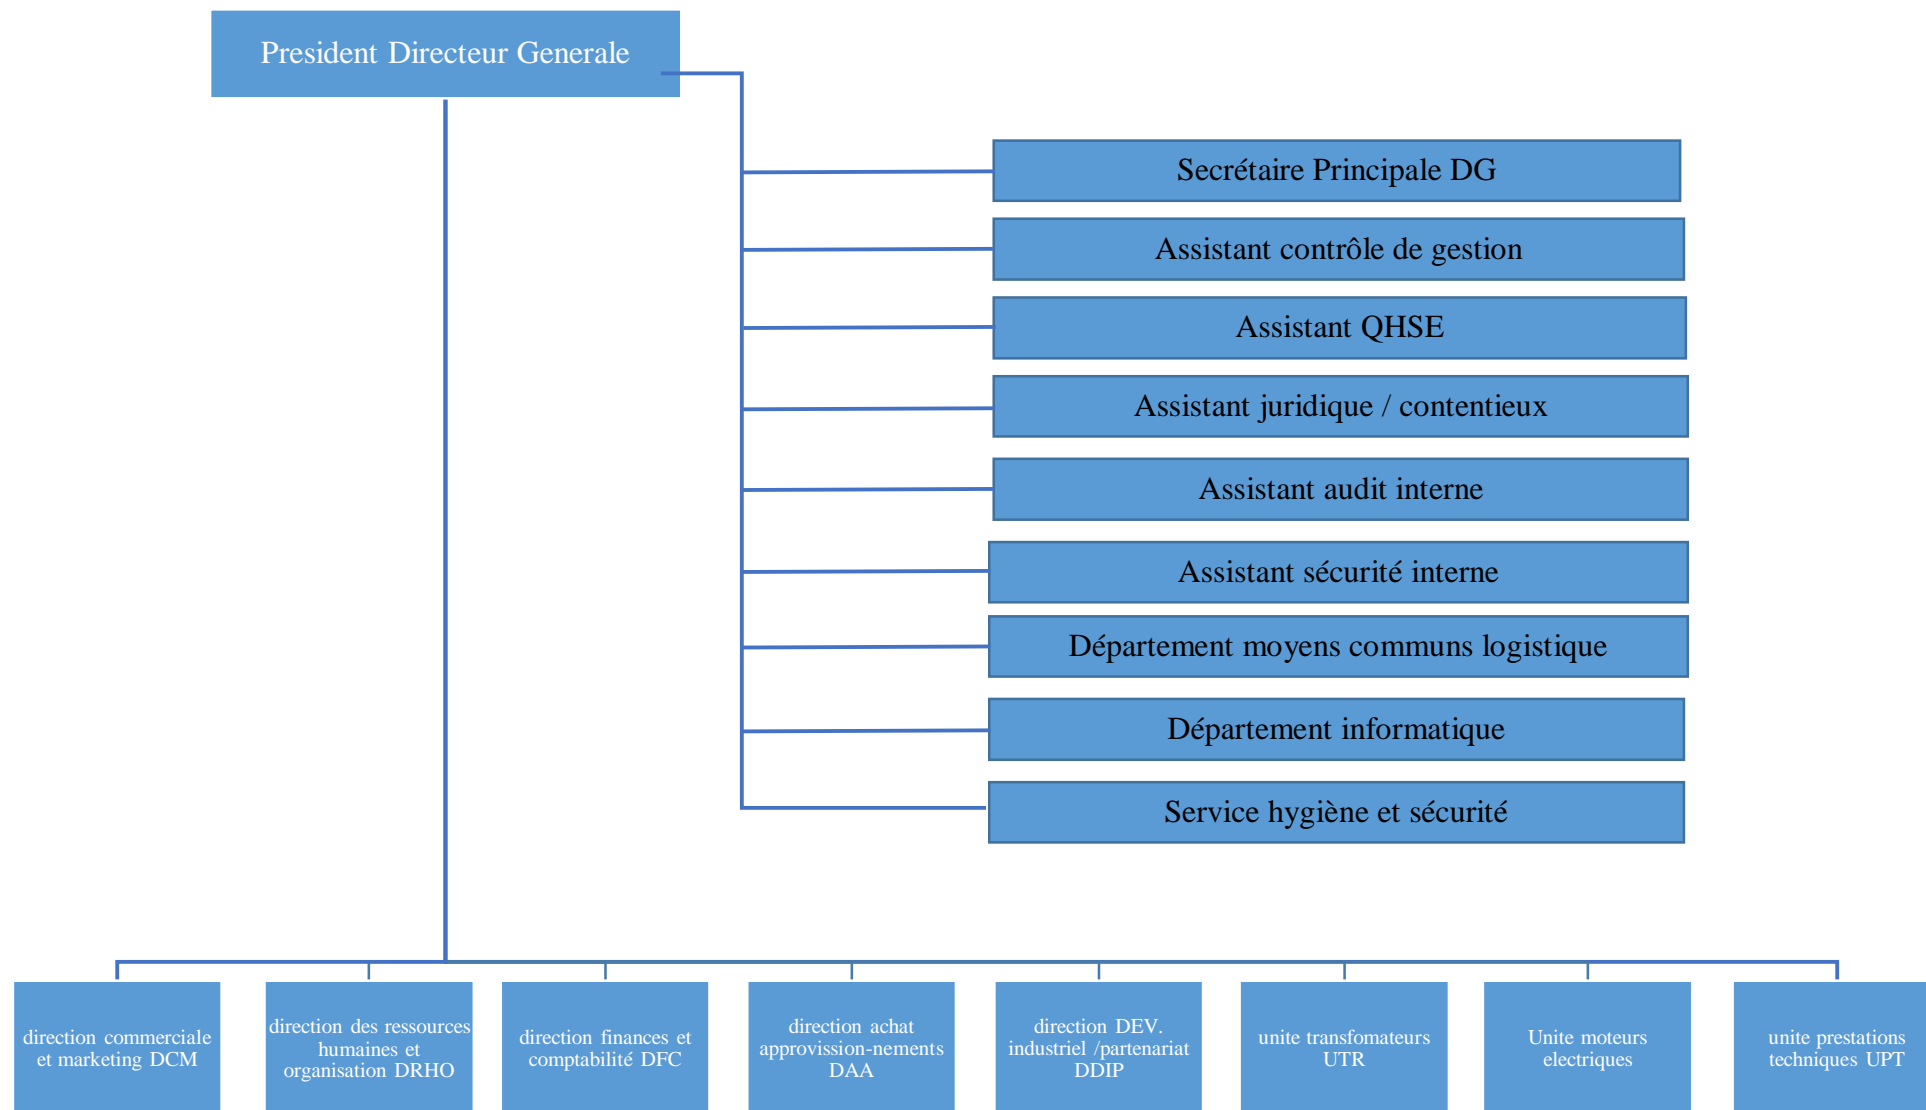 President Directeur Generale
Secrétaire Principale DG
Assistant contrôle de gestion
Assistant QHSE
Assistant juridique / contentieux
Assistant audit interne
Assistant sécurité interne
Département moyens communs logistique
Département informatique
Service hygiène et sécurité
direction commerciale
et marketing DCM
direction des ressources
humaines et
organisation DRHO
direction finances et
comptabilité DFC
direction achat
approvission-nements
DAA
direction DEV.
industriel /partenariat
DDIP
unite transfomateurs
UTR
Unite moteurs
electriques
unite prestations
techniques UPT